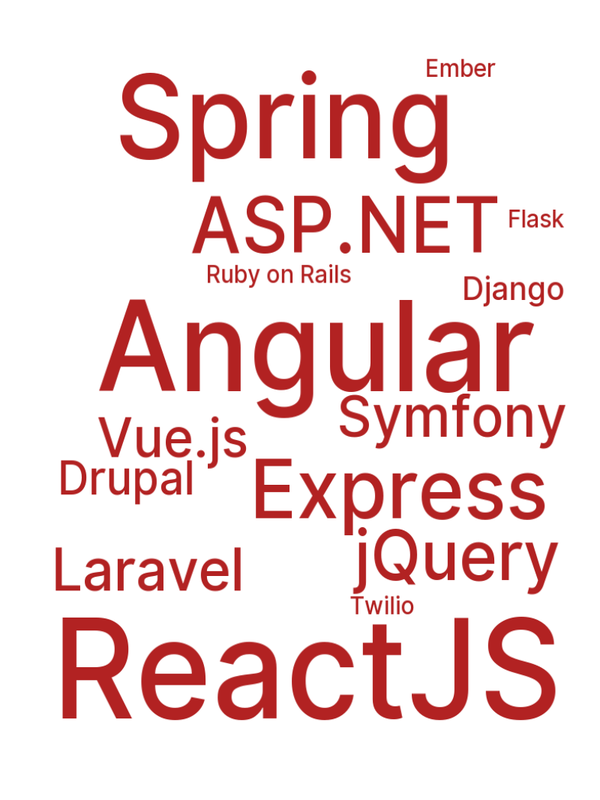 Ember
Spring
ASP.NET
Flask
Ruby on Rails
Django
Angular
Symfony
Vue.js
Drupal
Express
jQuery
Laravel
Twilio
ReactJS